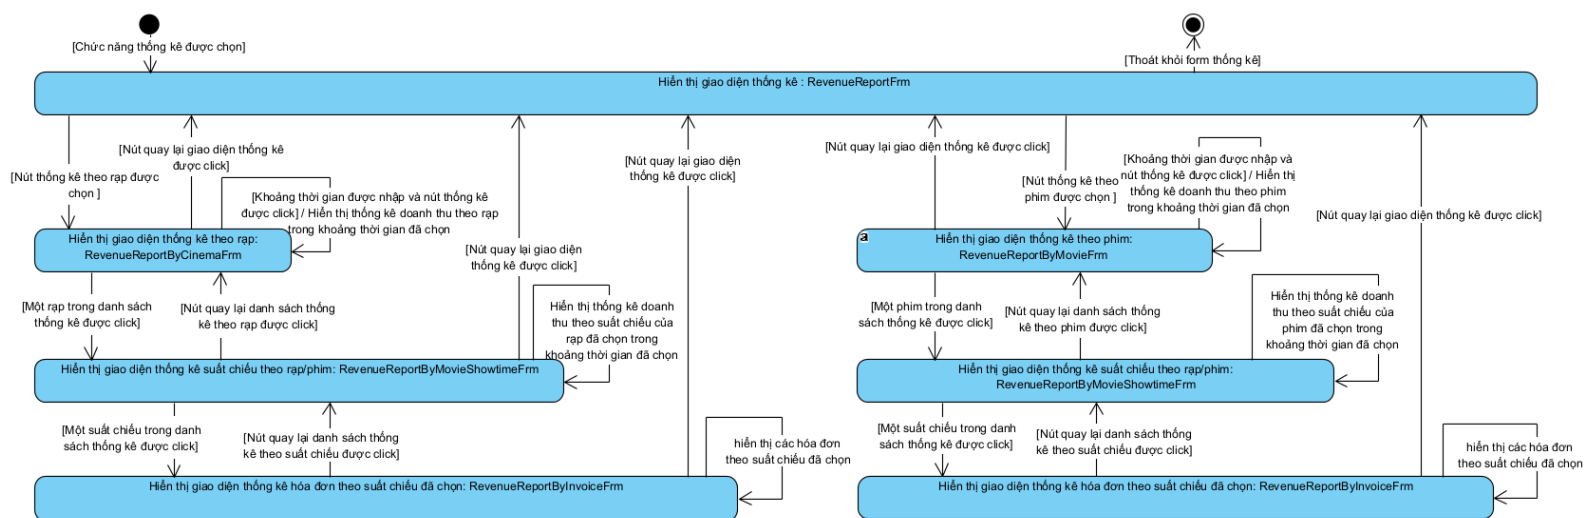 [Chức năng thống kê được chọn]
[Thoát khỏi form thống kê]
Hiển thị giao diện thống kê : RevenueReportFrm
[Nút thống kê theo rạp được
chọn ]
[Nút quay lại giao diện thống kê
được click]
[Khoảng thời gian được nhập và nút thống kê
được click] / Hiển thị thống kê doanh thu theo rạp
trong khoảng thời gian đã chọn
[Nút quay lại giao diện
thống kê được click]
[Nút quay lại giao diện
thống kê được click]
[Nút quay lại giao diện thống kê được click]
[Nút thống kê theo
phim được chọn ]
[Khoảng thời gian được nhập và
nút thống kê được click] / Hiển thị
thống kê doanh thu theo phim
trong khoảng thời gian đã chọn
[Nút quay lại giao diện thống kê được click]
Hiển thị giao diện thống kê theo rạp:
RevenueReportByCinemaFrm
a
Hiển thị giao diện thống kê theo phim:
RevenueReportByMovieFrm
[Một rạp trong danh sách
thống kê được click]
[Nút quay lại danh sách thống
kê theo rạp được click]
Hiển thị thống kê doanh
thu theo suất chiếu của
rạp đã chọn trong
khoảng thời gian đã chọn
[Một phim trong danh
sách thống kê được click]
[Nút quay lại danh sách thống
kê theo phim được click]
Hiển thị thống kê doanh
thu theo suất chiếu của
phim đã chọn trong
khoảng thời gian đã chọn
Hiển thị giao diện thống kê suất chiếu theo rạp/phim: RevenueReportByMovieShowtimeFrm
Hiển thị giao diện thống kê suất chiếu theo rạp/phim:
RevenueReportByMovieShowtimeFrm
[Một suất chiếu trong danh
sách thống kê được click]
[Nút quay lại danh sách thống
kê theo suất chiếu được click]
hiển thị các hóa đơn
theo suất chiếu đã chọn
[Một suất chiếu trong danh
sách thống kê được click]
[Nút quay lại danh sách thống
kê theo suất chiếu được click]
hiển thị các hóa đơn
theo suất chiếu đã chọn
Hiển thị giao diện thống kê hóa đơn theo suất chiếu đã chọn: RevenueReportByInvoiceFrm
Hiển thị giao diện thống kê hóa đơn theo suất chiếu đã chọn: RevenueReportByInvoiceFrm